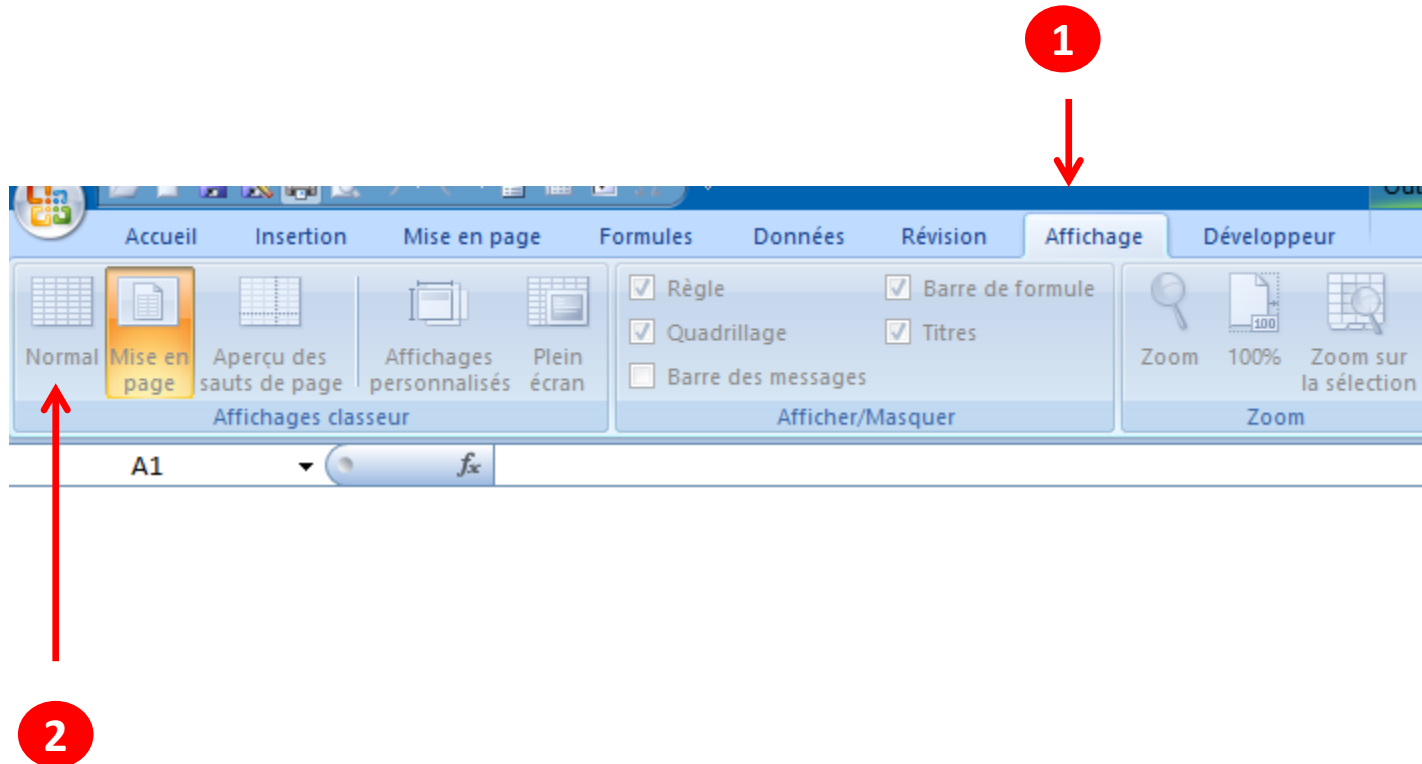 1
Accueil Insertion Mise en page Formules Données Révision Affichage Développeur
Normal
Mise en
page
Aperçu des
sauts de page
Affichages
personnalisés
Plein
écran
Affichages classeur
Règle
Quadrillage
Barre des messages
Barre de formule
Titres
Afficher/Masquer
Zoom
100
100%
Zoom sur
la sélection
Zoom
A1
fx
2